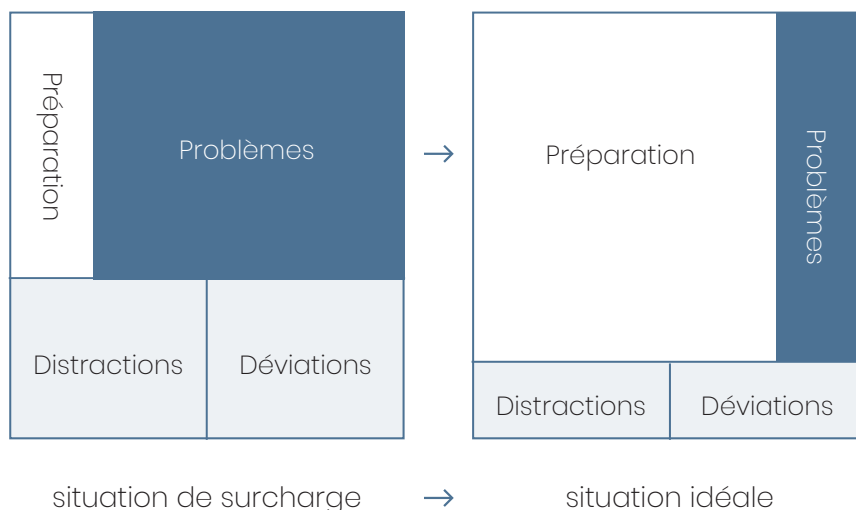 Préparation
Problèmes
→
Préparation
Problèmes
Distractions
Déviations
Distractions
Déviations
situation de surcharge → situation idéale